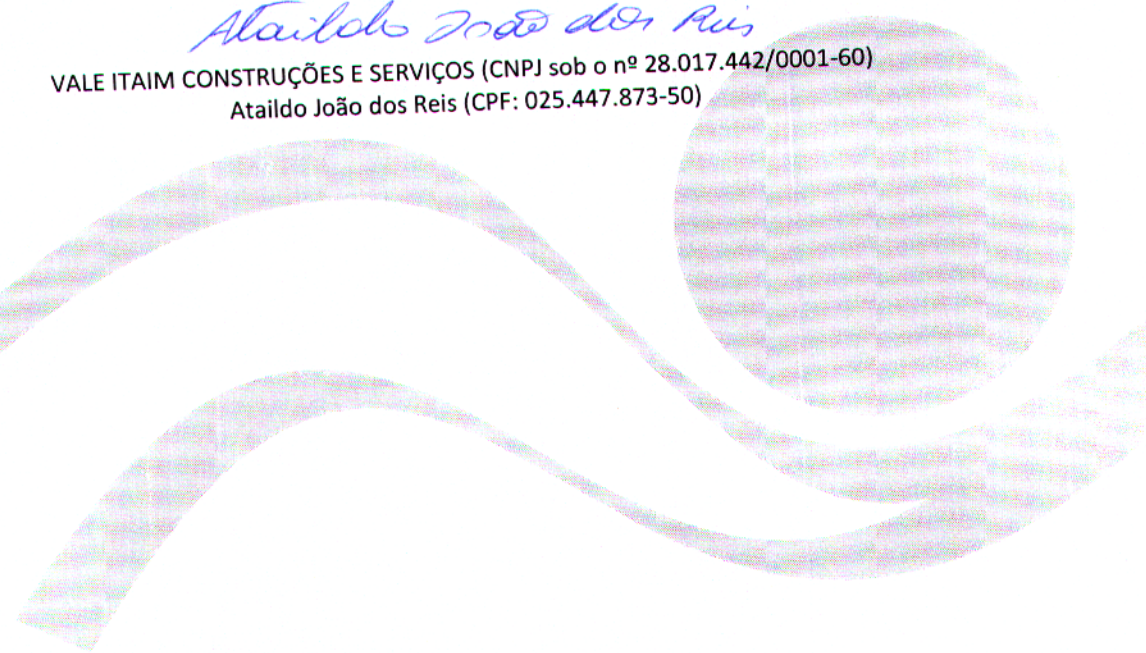 Ataildo João dos Reis
VALE ITAIM CONSTRUÇÕES E SERVIÇOS (CNPJ sob o nº 28.017.442/0001-60)
Ataildo João dos Reis (CPF: 025.447.873-50)